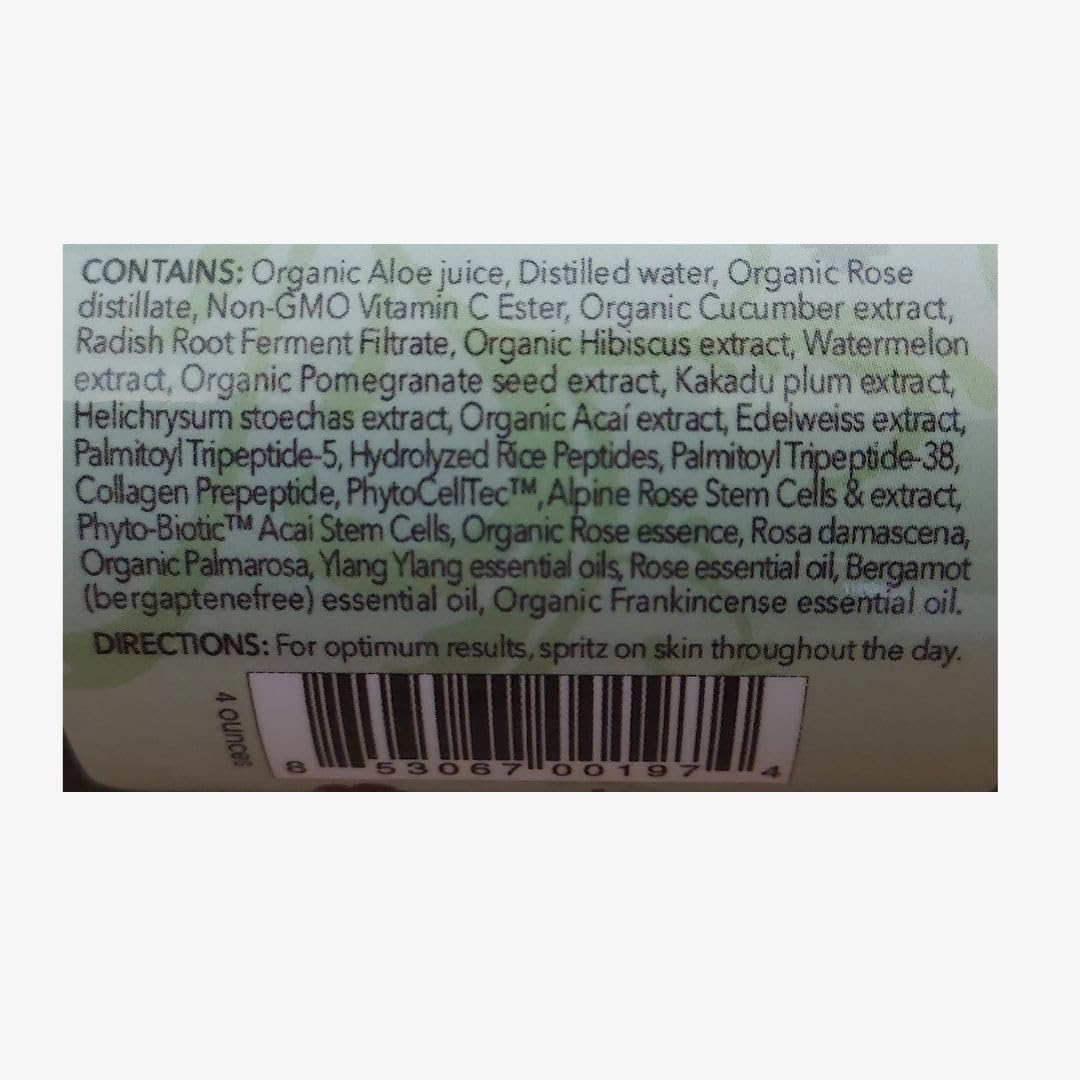 CONTAINS: Organic Aloe juice, Distilled water, Organic Rose
distillate, Non-GMO Vitamin C Ester, Organic Cucumber extract,
Radish Root Ferment Filtrate, Organic Hibiscus extract, Watermelon
extract, Organic Pomegranate seed extract, Kakadu plum extract,
Helichrysum stoechas extract, Organic Acaí extract, Edelweiss extract,
Palmitoyl Tripeptide-5, Hydrolyzed Rice Peptides, Palmitoyl Tripeptide-38,
Collagen Prepeptide, PhytoCellTec™, Alpine Rose Stem Cells & extract,
Phyto-Biotic™ Acai Stem Cells, Organic Rose essence, Rosa damascena,
Organic Palmarosa, Ylang Ylang essential oils, Rose essential oil, Bergamot
(bergaptenefree) essential oil, Organic Frankincense essential oil.
DIRECTIONS: For optimum results, spritz on skin throughout the day.
4 ounces
8 53067 00197 4